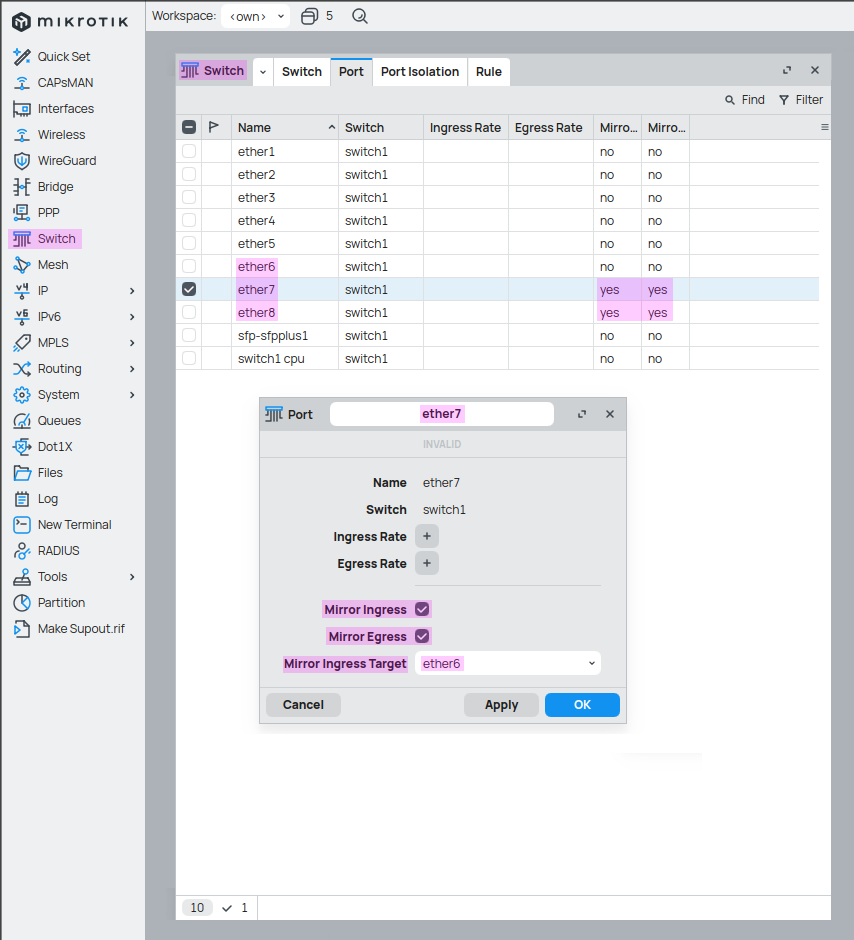 mikrotik
Workspace: <own> 5
Quick Set
CAPsMAN
Interfaces
Wireless
WireGuard
Bridge
PPP
Switch
Mesh
IP
IPv6
MPLS
Routing
System
Queues
Dot1X
Files
Log
New Terminal
RADIUS
Tools
Partition
Make Supout.rif
Switch Switch Port Port Isolation Rule
Find Filter
Name Switch Ingress Rate Egress Rate Mirro... Mirro...
ether1 switch1 no no
ether2 switch1 no no
ether3 switch1 no no
ether4 switch1 no no
ether5 switch1 no no
ether6 switch1 no no
ether7 switch1 yes yes
ether8 switch1 yes yes
sfp-sfpplus1 switch1 no no
switch1 cpu switch1 no no
Port ether7
INVALID
Name ether7
Switch switch1
Ingress Rate +
Egress Rate +
Mirror Ingress
Mirror Egress
Mirror Ingress Target ether6
Cancel Apply OK
10 1